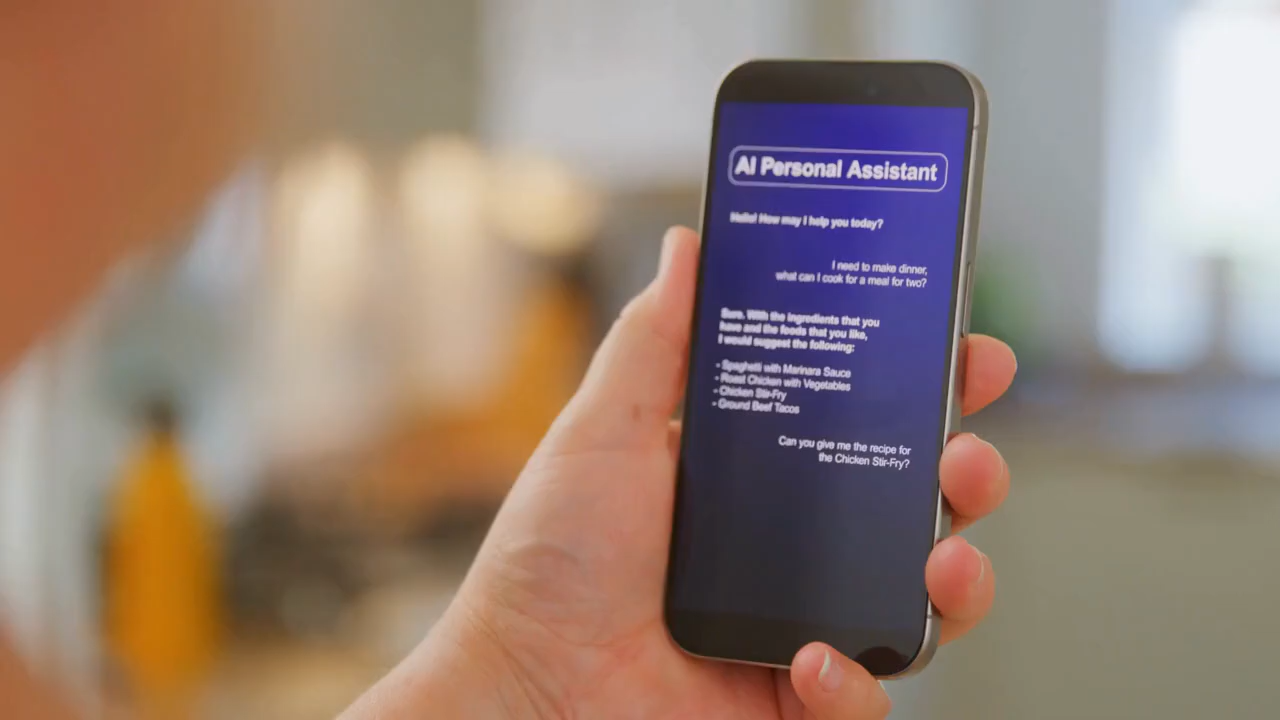 AI Personal Assistant
Hello! How may I help you today?
I need to make dinner,
what can I cook for a meal for two?
Sure. With the ingredients that you
have and the foods that you like,
I would suggest the following:
- Spaghetti with Marinara Sauce
- Roast Chicken with Vegetables
- Chicken Stir-Fry
- Ground Beef Tacos
Can you give me the recipe for
the Chicken Stir-Fry?